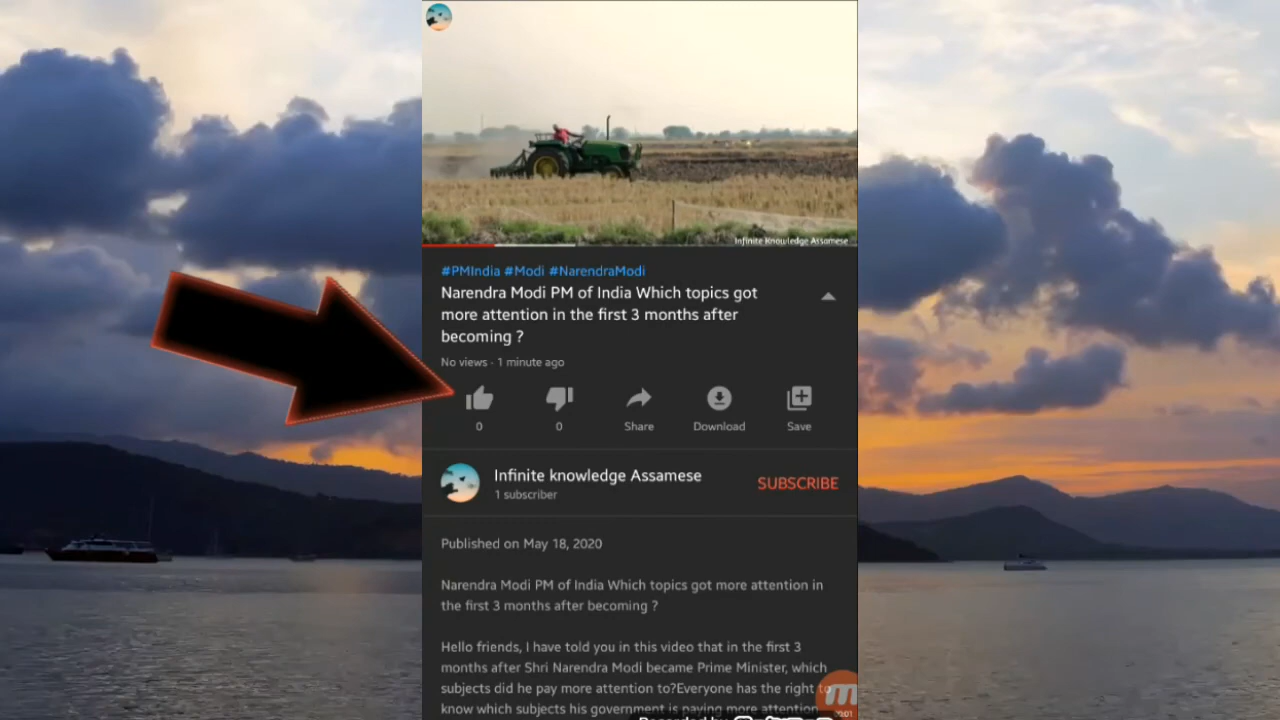 Infinite Knowledge Assamese
#PMIndia #Modi #NarendraModi
Narendra Modi PM of India Which topics got
more attention in the first 3 months after
becoming ?
No views · 1 minute ago
0
0
Share
Download
Save
Infinite knowledge Assamese
1 subscriber
SUBSCRIBE
Published on May 18, 2020
Narendra Modi PM of India Which topics got more attention in
the first 3 months after becoming ?
Hello friends, I have told you in this video that in the first 3
months after Shri Narendra Modi became Prime Minister, which
subjects did he pay more attention to?Everyone has the right to
know which subjects his government is paying more attention
m
Recorded by